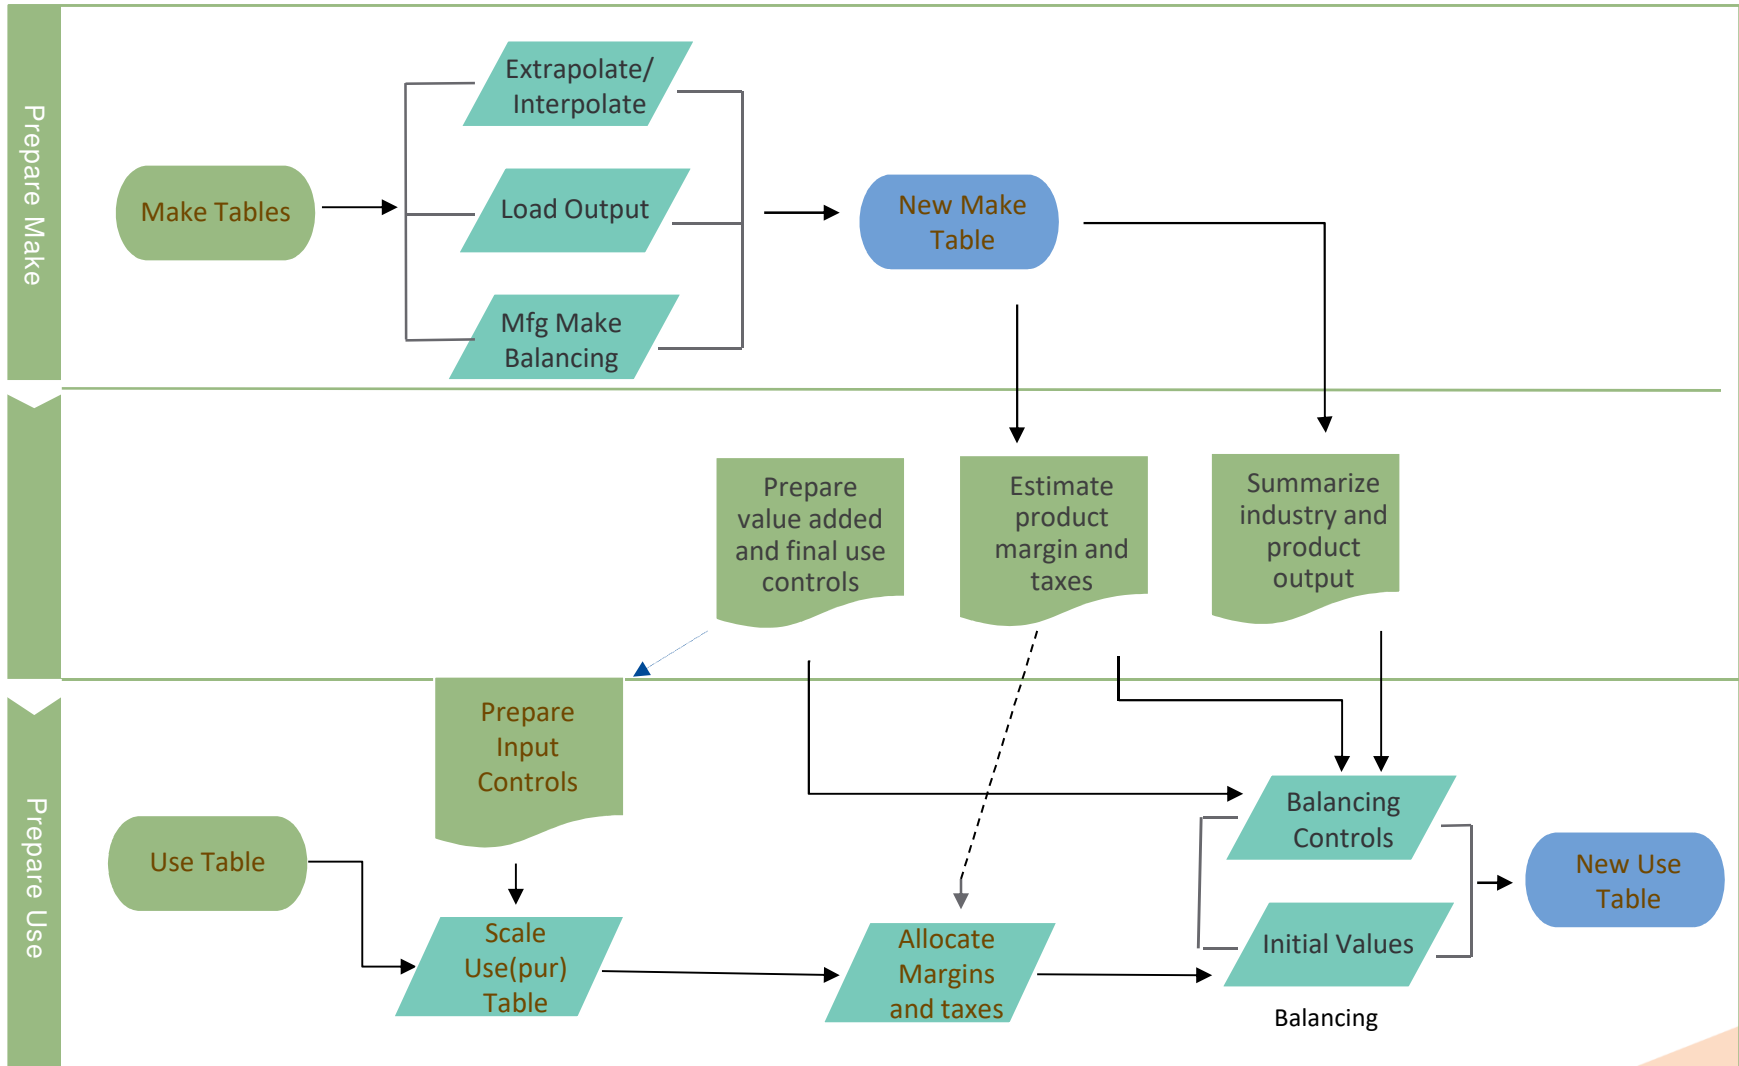 Prepare Make
Extrapolate/
Interpolate
Make Tables
Load Output
New Make
Table
Mfg Make
Balancing
Prepare
value added
and final use
controls
Estimate
product
margin and
taxes
Summarize
industry and
product
output
Prepare Use
Prepare
Input
Controls
Use Table
Scale
Use(pur)
Table
Allocate
Margins
and taxes
Balancing
Controls
Initial Values
Balancing
New Use
Table